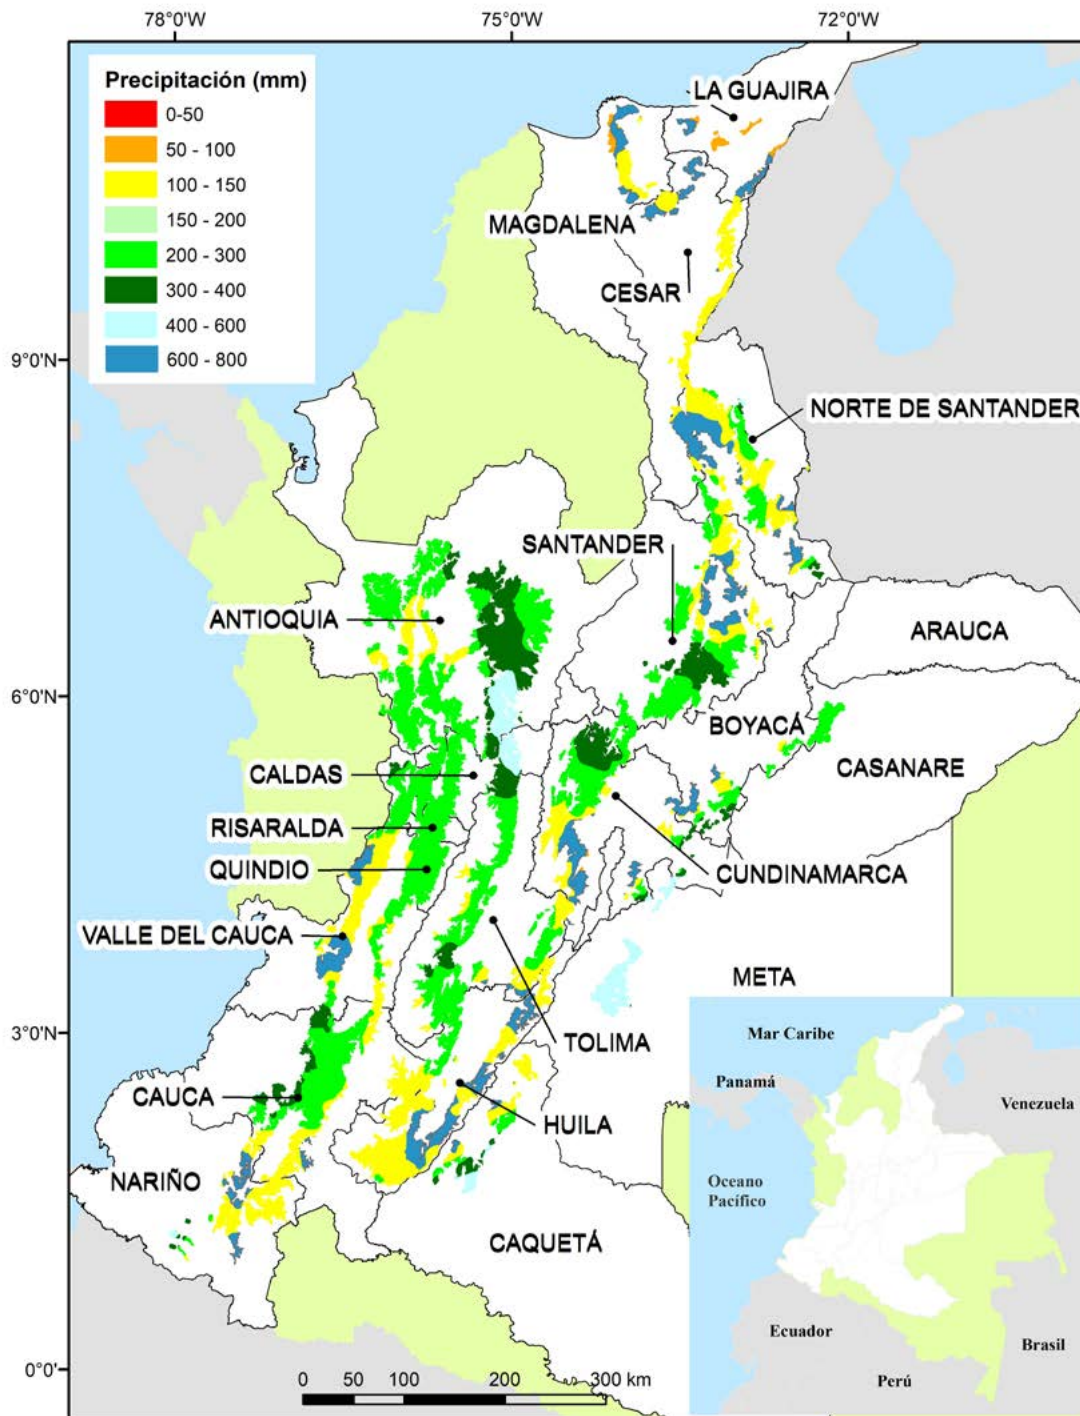 78°0'W
75°0'W
72°0'W
Precipitación (mm)
0-50
50 - 100
100 - 150
150 - 200
200 - 300
300 - 400
400 - 600
600 - 800
LA GUAJIRA
MAGDALENA
CESAR
9°0'N
NORTE DE SANTANDER
SANTANDER
ANTIOQUIA
ARAUCA
6°0'N
BOYACÁ
CALDAS
CASANARE
RISARALDA
QUINDIO
CUNDINAMARCA
VALLE DEL CAUCA
META
3°0'N
TOLIMA
CAUCA
HUILA
NARIÑO
CAQUETÁ
0°0'
0 50 100 200 300 km
Mar Caribe
Panamá
Venezuela
Oceano
Pacífico
Ecuador
Brasil
Perú